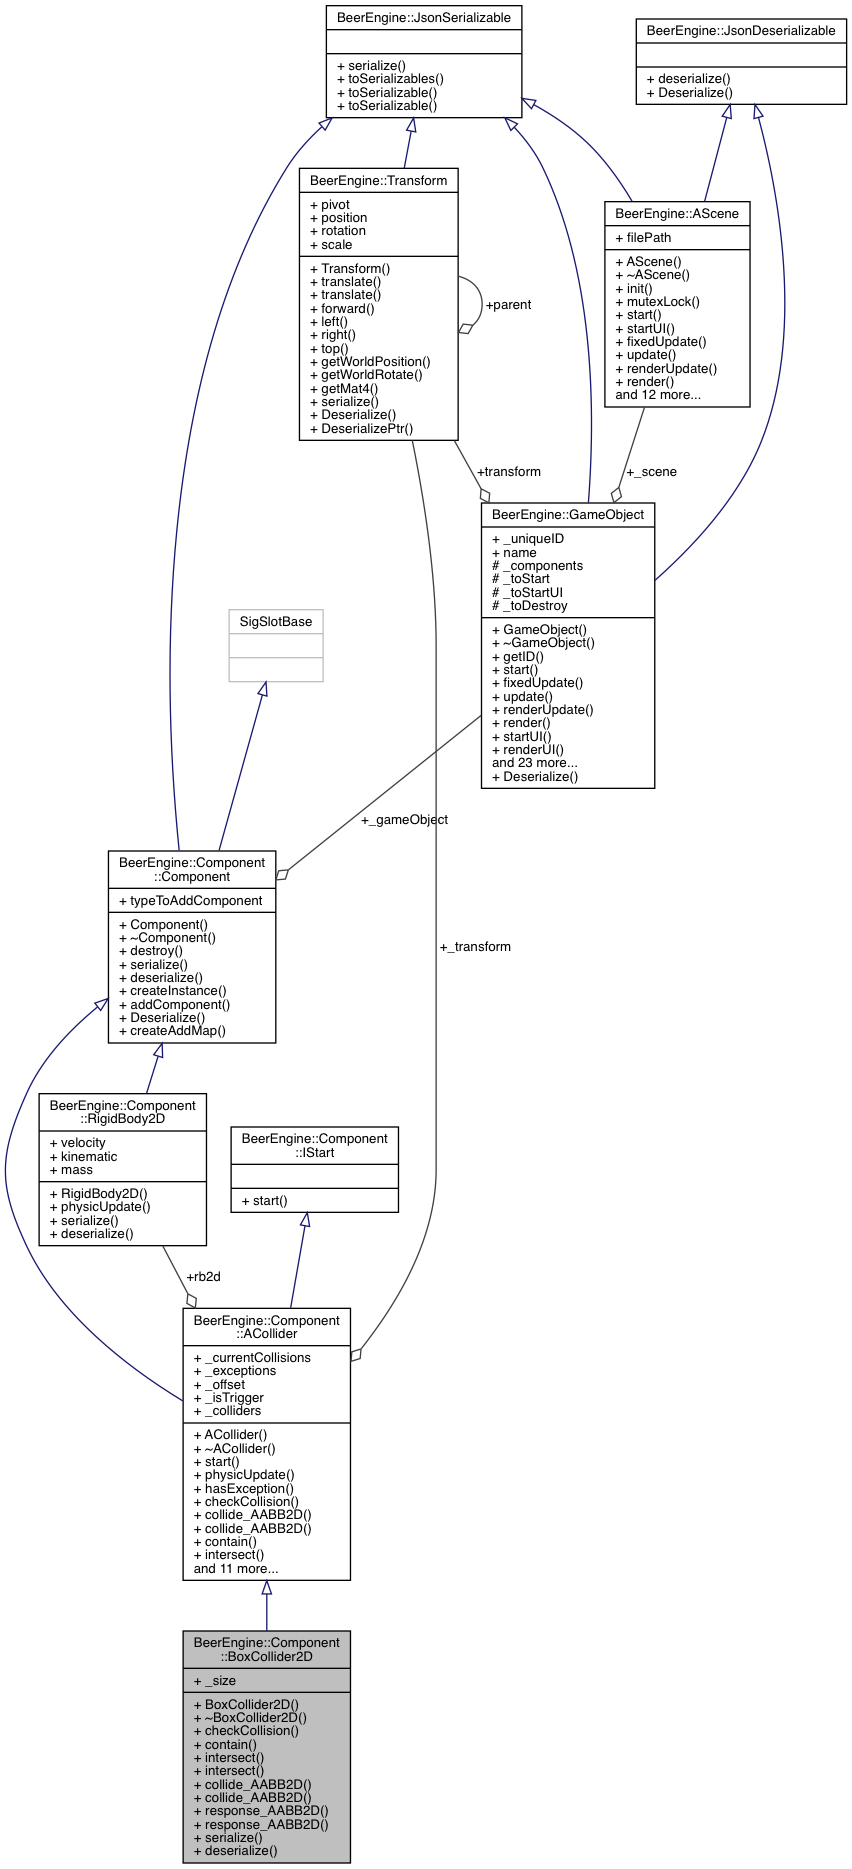 BeerEngine::JsonSerializable
+ serialize()
+ toSerializables()
+ toSerializable()
+ toSerializable()
BeerEngine::JsonDeserializable
+ deserialize()
+ Deserialize()
BeerEngine::Transform
+ pivot
+ position
+ rotation
+ scale
+ Transform()
+ translate()
+ translate()
+ forward()
+ left()
+ right()
+ top()
+ getWorldPosition()
+ getWorldRotate()
+ getMat4()
+ serialize()
+ Deserialize()
+ DeserializePtr()
+parent
BeerEngine::AScene
+ filePath
+ AScene()
+ ~AScene()
+ init()
+ mutexLock()
+ start()
+ startUI()
+ fixedUpdate()
+ update()
+ renderUpdate()
+ render()
and 12 more...
+transform
+_scene
BeerEngine::GameObject
+ _uniqueID
+ name
# _components
# _toStart
# _toStartUI
# _toDestroy
+ GameObject()
+ ~GameObject()
+ getID()
+ start()
+ fixedUpdate()
+ update()
+ renderUpdate()
+ render()
+ startUI()
+ renderUI()
and 23 more...
+ Deserialize()
SigSlotBase
+_gameObject
BeerEngine::Component
::Component
+ typeToAddComponent
+ Component()
+ ~Component()
+ destroy()
+ serialize()
+ deserialize()
+ createInstance()
+ addComponent()
+ Deserialize()
+ createAddMap()
+_transform
BeerEngine::Component
::RigidBody2D
+ velocity
+ kinematic
+ mass
+ RigidBody2D()
+ physicUpdate()
+ serialize()
+ deserialize()
BeerEngine::Component
::IStart
+ start()
+rb2d
BeerEngine::Component
::ACollider
+ _currentCollisions
+ _exceptions
+ _offset
+ _isTrigger
+ _colliders
+ ACollider()
+ ~ACollider()
+ start()
+ physicUpdate()
+ hasException()
+ checkCollision()
+ collide_AABB2D()
+ collide_AABB2D()
+ contain()
+ intersect()
and 11 more...
BeerEngine::Component
::BoxCollider2D
+ _size
+ BoxCollider2D()
+ ~BoxCollider2D()
+ checkCollision()
+ contain()
+ intersect()
+ intersect()
+ collide_AABB2D()
+ collide_AABB2D()
+ response_AABB2D()
+ response_AABB2D()
+ serialize()
+ deserialize()